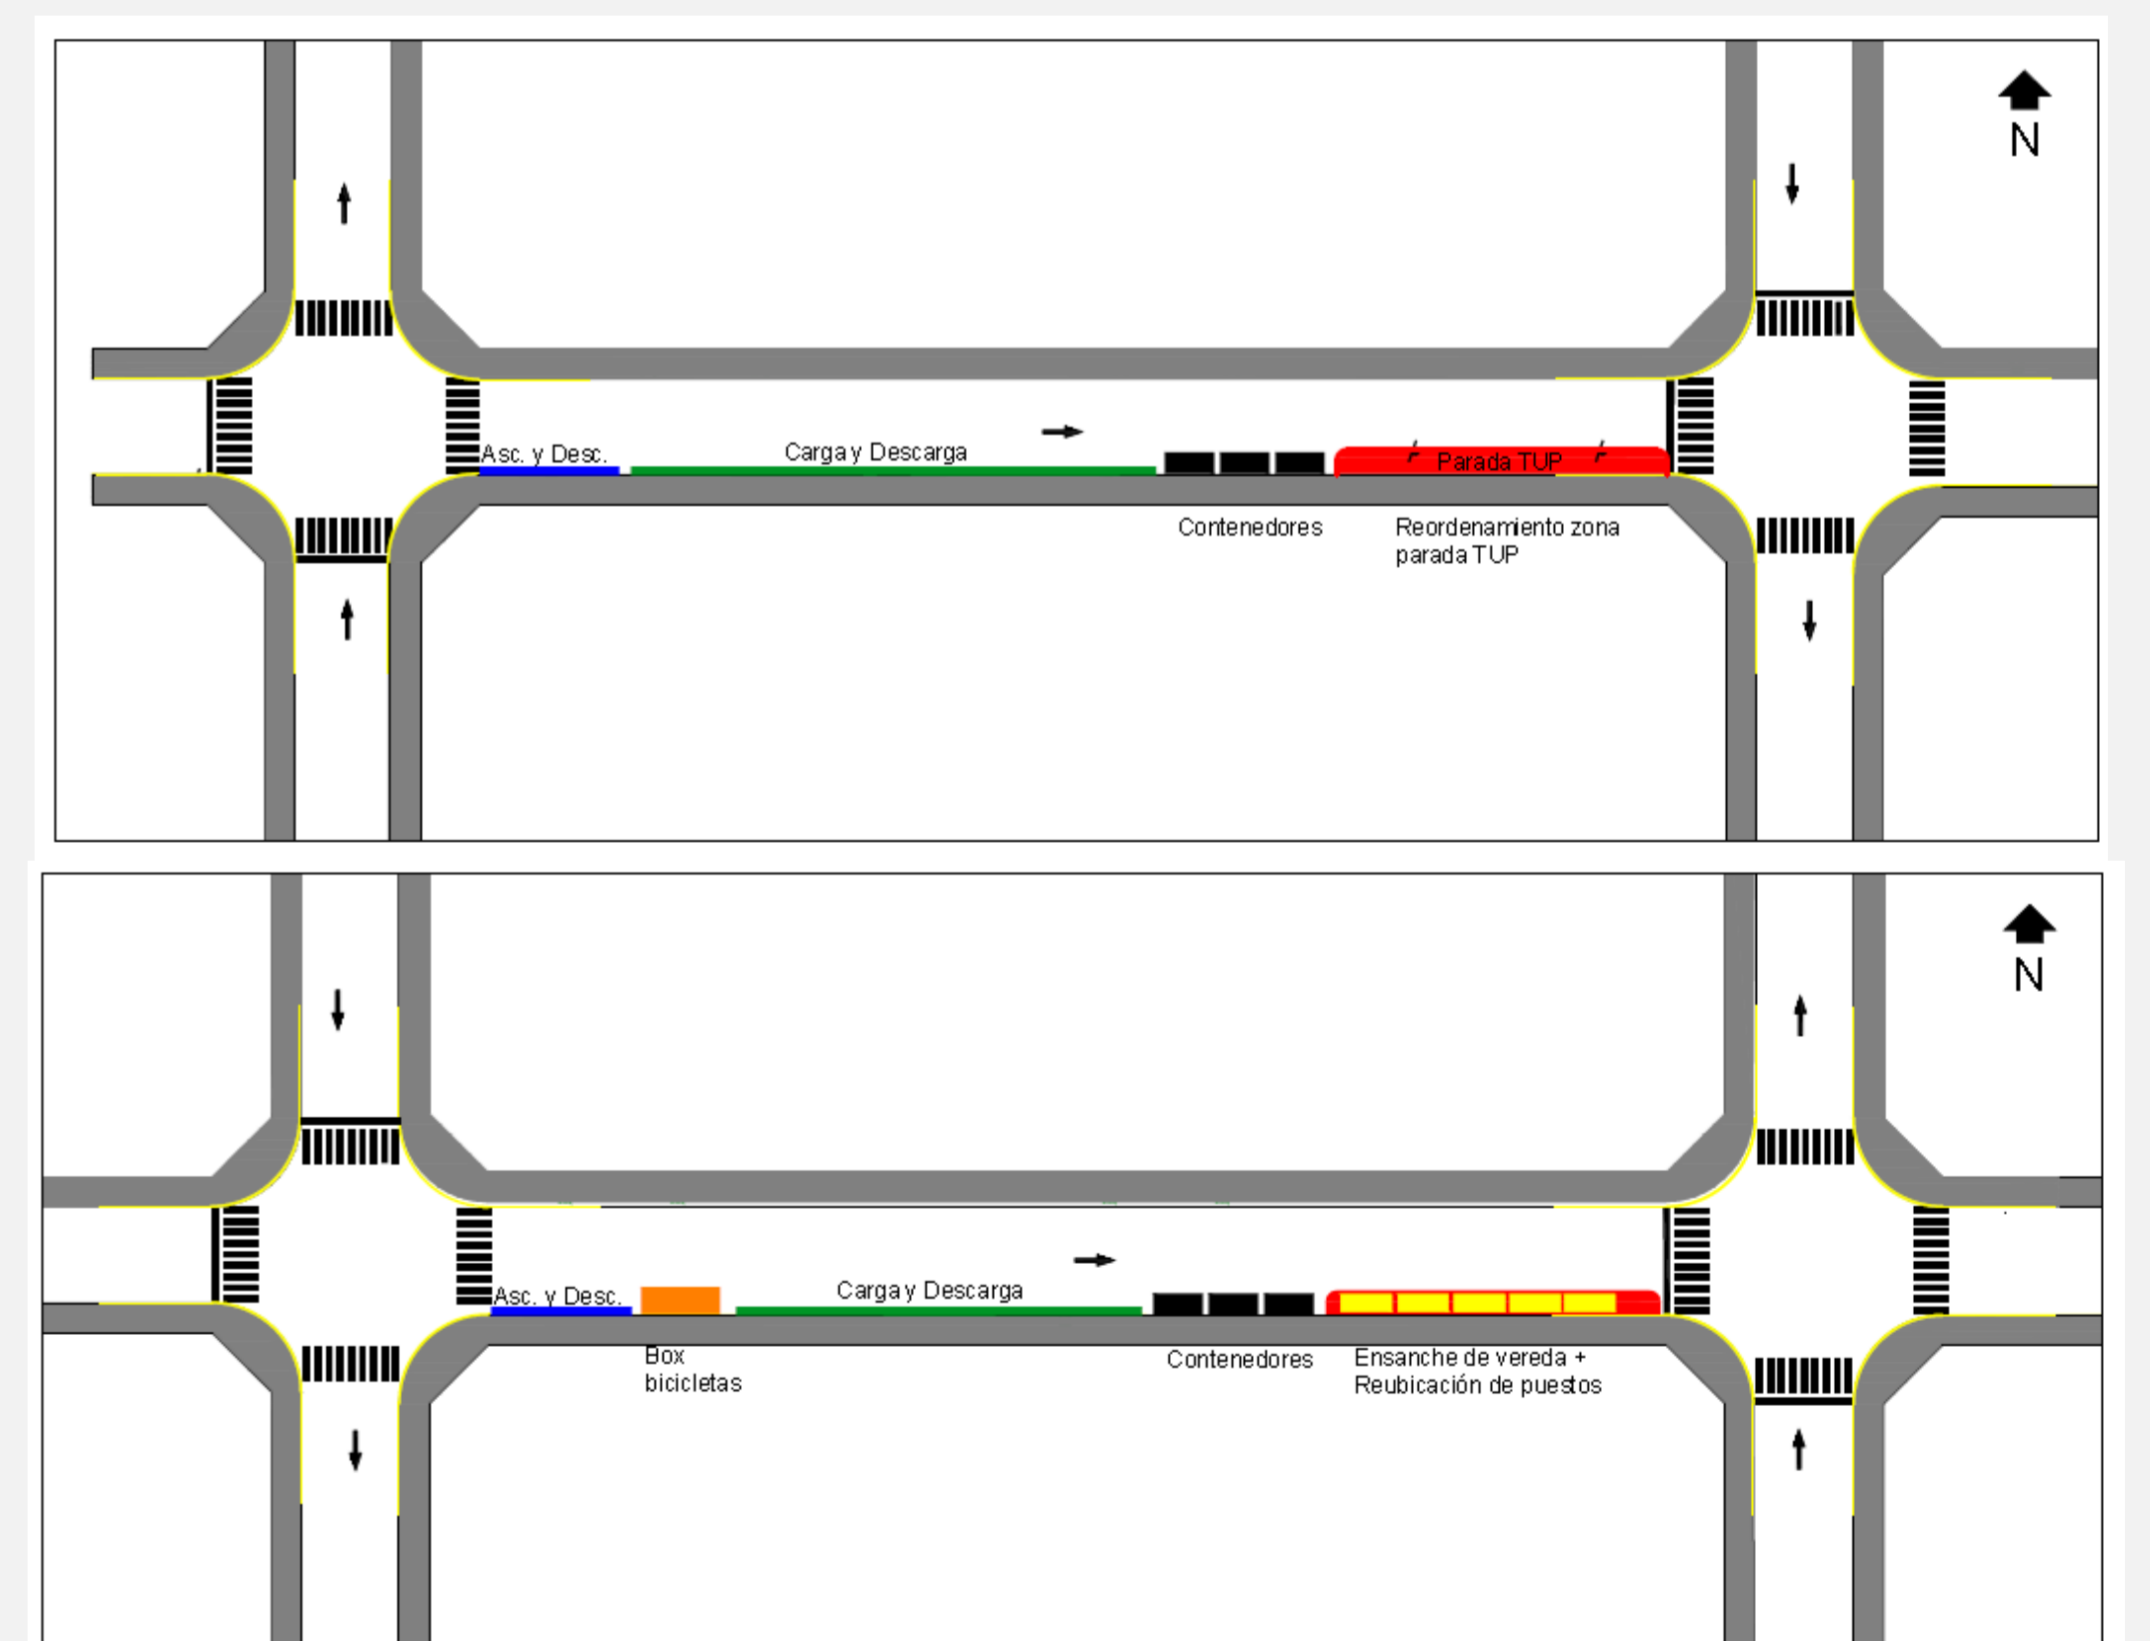 N
Asc. y Desc.
Carga y Descarga
Parada TUP
Contenedores
Reordenamiento zona
parada TUP
N
Asc. y Desc.
Carga y Descarga
Box
bicicletas
Contenedores
Ensanche de vereda +
Reubicación de puestos